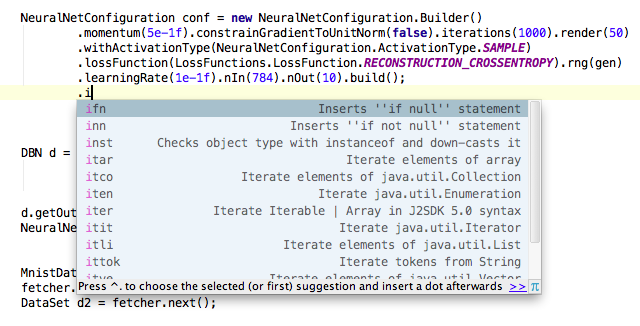 NeuralNetConfiguration conf = new NeuralNetConfiguration.Builder()
.momentum(5e-1f).constrainGradientToUnitNorm(false).iterations(1000).render(50)
.withActivationType(NeuralNetConfiguration.ActivationType.SAMPLE)
.lossFunction(LossFunctions.LossFunction.RECONSTRUCTION_CROSSENTROPY).rng(gen)
.learningRate(1e-1f).nIn(784).nOut(10).build();
.i
ifn Inserts ''if null'' statement
inn Inserts ''if not null'' statement
inst Checks object type with instanceof and down-casts it
DBN d =
itar Iterate elements of array
itco Iterate elements of java.util.Collection
iten Iterate java.util.Enumeration
d.getOut
iter Iterate Iterable | Array in J2SDK 5.0 syntax
NeuralNe
itit Iterate java.util.Iterator
itli Iterate elements of java.util.List
MnistDat
ittok Iterate tokens from String
fetcher.
itve Iterate elements of java.util.Vector
Press ^. to choose the selected (or first) suggestion and insert a dot afterwards >> π
DataSet d2 = fetcher.next();